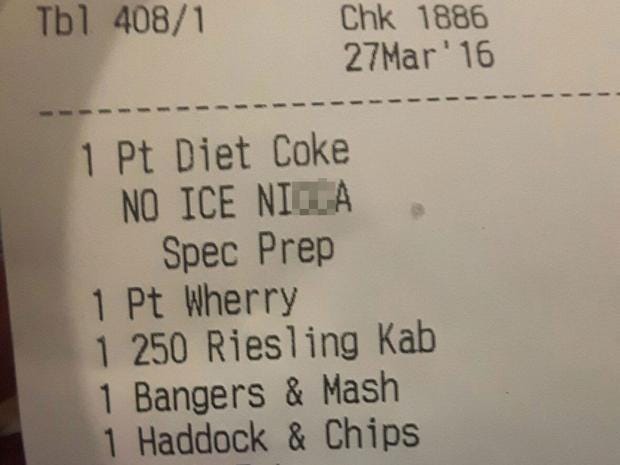 Tbl 408/1 Chk 1886
27Mar'16
1 Pt Diet Coke
NO ICE
Spec Prep
1 Pt Wherry
1 250 Riesling Kab
1 Bangers & Mash
1 Haddock & Chips